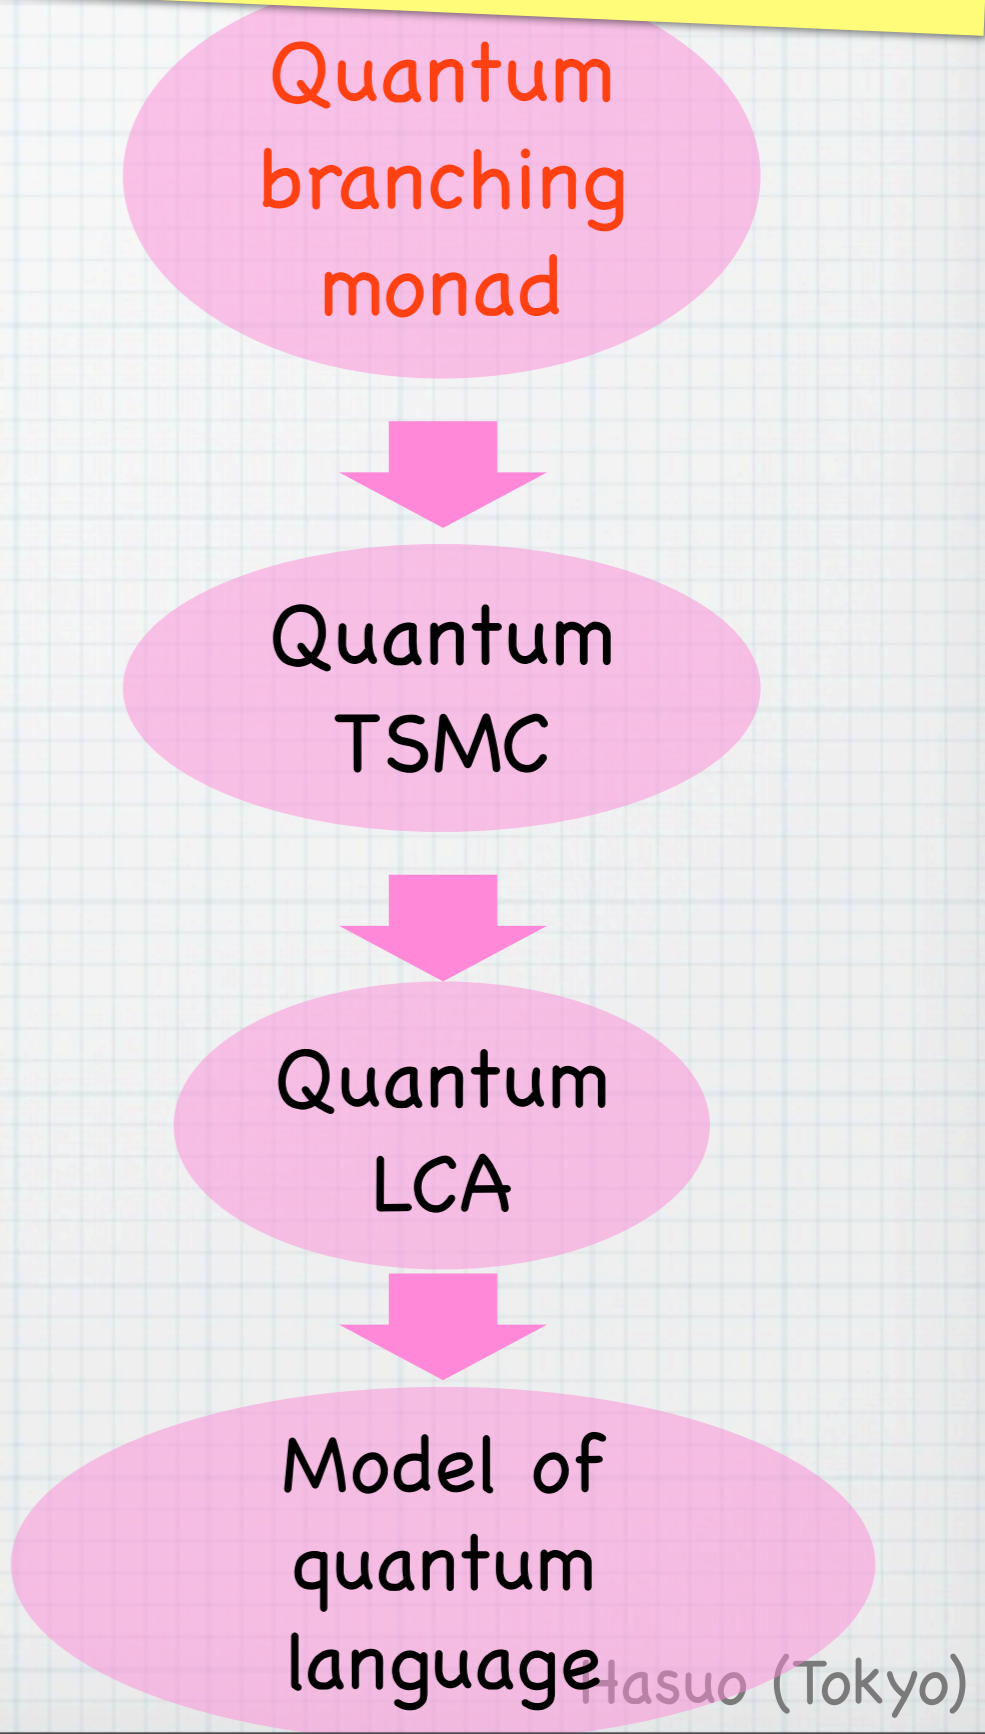 Quantum
branching
monad
Quantum
TSMC
Quantum
LCA
Model of
quantum
language
Hasuo (Tokyo)